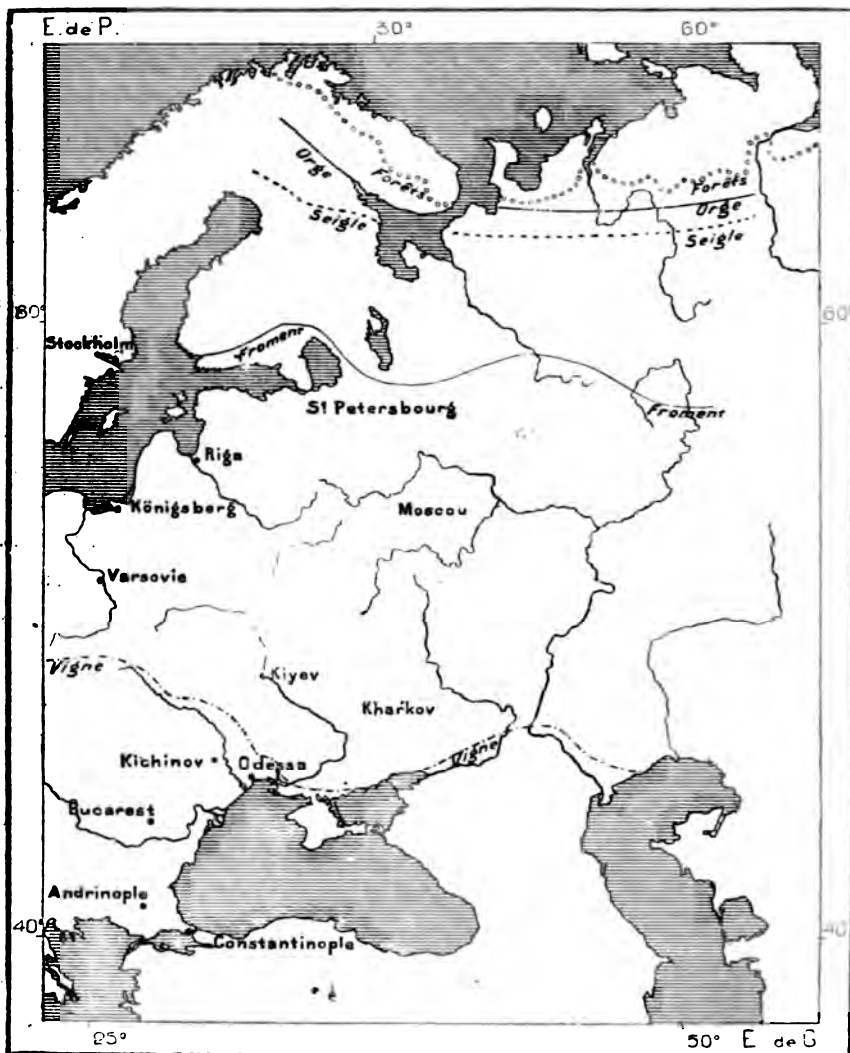 E. de P.
30°
60°
Forêts
Orge
Seigle
Forêts
Orge
Seigle
60°
60°
Stockholm
Froment
St Petersbourg
Froment
Riga
Königsberg
Moscou
Varsovie
Vigne
Kiyev
Kharkov
Vigne
Kichinov
Odessa
Bucarest
Andrinople
40°
40°
Constantinople
25°
50°
E de G